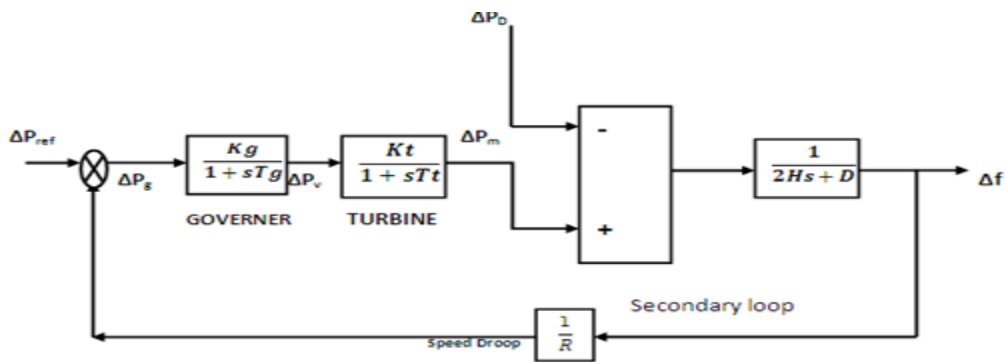 ΔP_D
ΔP_ref
ΔP_g
Kg
1 + sTg
ΔP_v
GOVERNER
Kt
1 + sTt
TURBINE
ΔP_m
-
+
1
2Hs + D
Δf
Secondary loop
Speed Droop
1
R